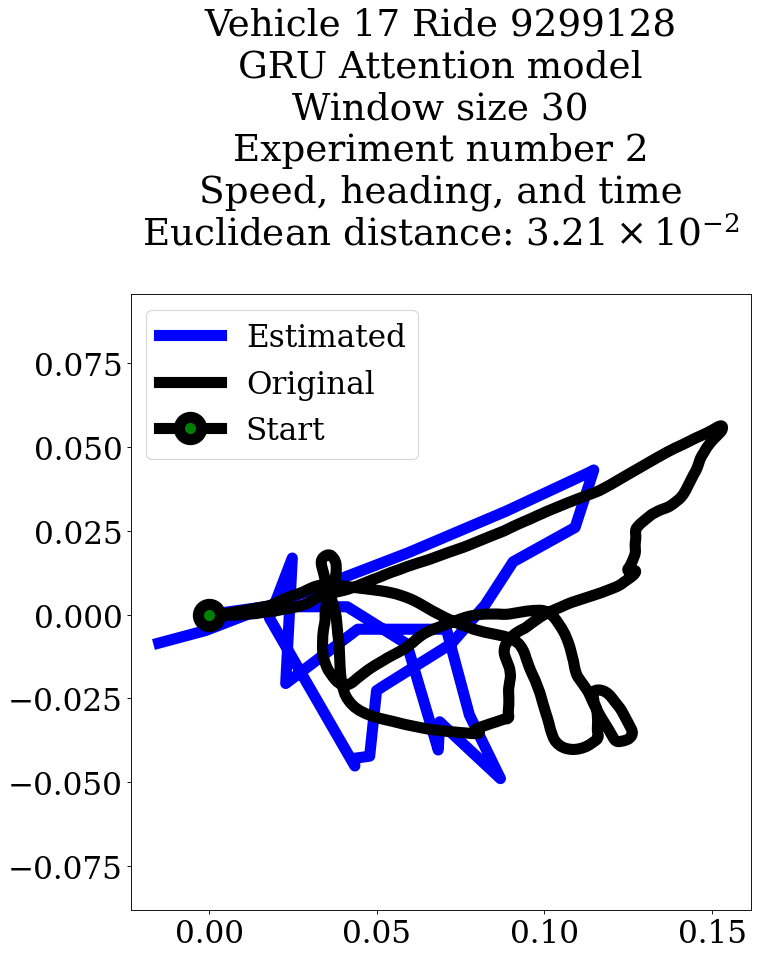 Vehicle 17 Ride 9299128
GRU Attention model
Window size 30
Experiment number 2
Speed, heading, and time
Euclidean distance: 3.21 × 10⁻²
Estimated
Original
Start
0.075
0.050
0.025
0.000
−0.025
−0.050
−0.075
0.00 0.05 0.10 0.15